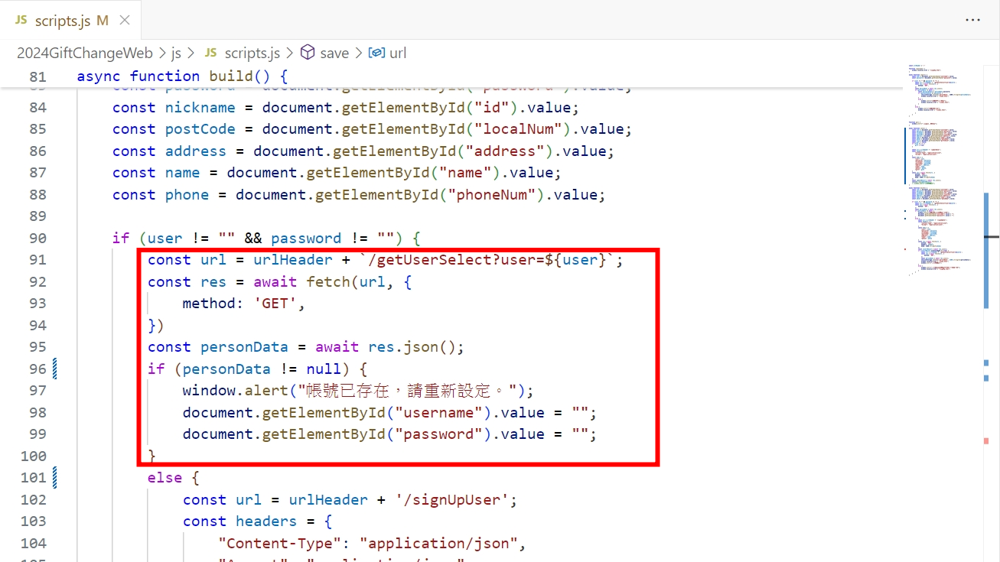 JS scripts.js M
2024GiftChangeWeb > js > JS scripts.js > save > url
81 async function build() {
84 const nickname = document.getElementById("id").value;
85 const postCode = document.getElementById("localNum").value;
86 const address = document.getElementById("address").value;
87 const name = document.getElementById("name").value;
88 const phone = document.getElementById("phoneNum").value;
89
90 if (user != "" && password != "") {
91 const url = urlHeader + `/getUserSelect?user=${user}`;
92 const res = await fetch(url, {
93 method: 'GET',
94 })
95 const personData = await res.json();
96 if (personData != null) {
97 window.alert("帳號已存在，請重新設定。");
98 document.getElementById("username").value = "";
99 document.getElementById("password").value = "";
100 }
101 else {
102 const url = urlHeader + '/signUpUser';
103 const headers = {
104 "Content-Type": "application/json",